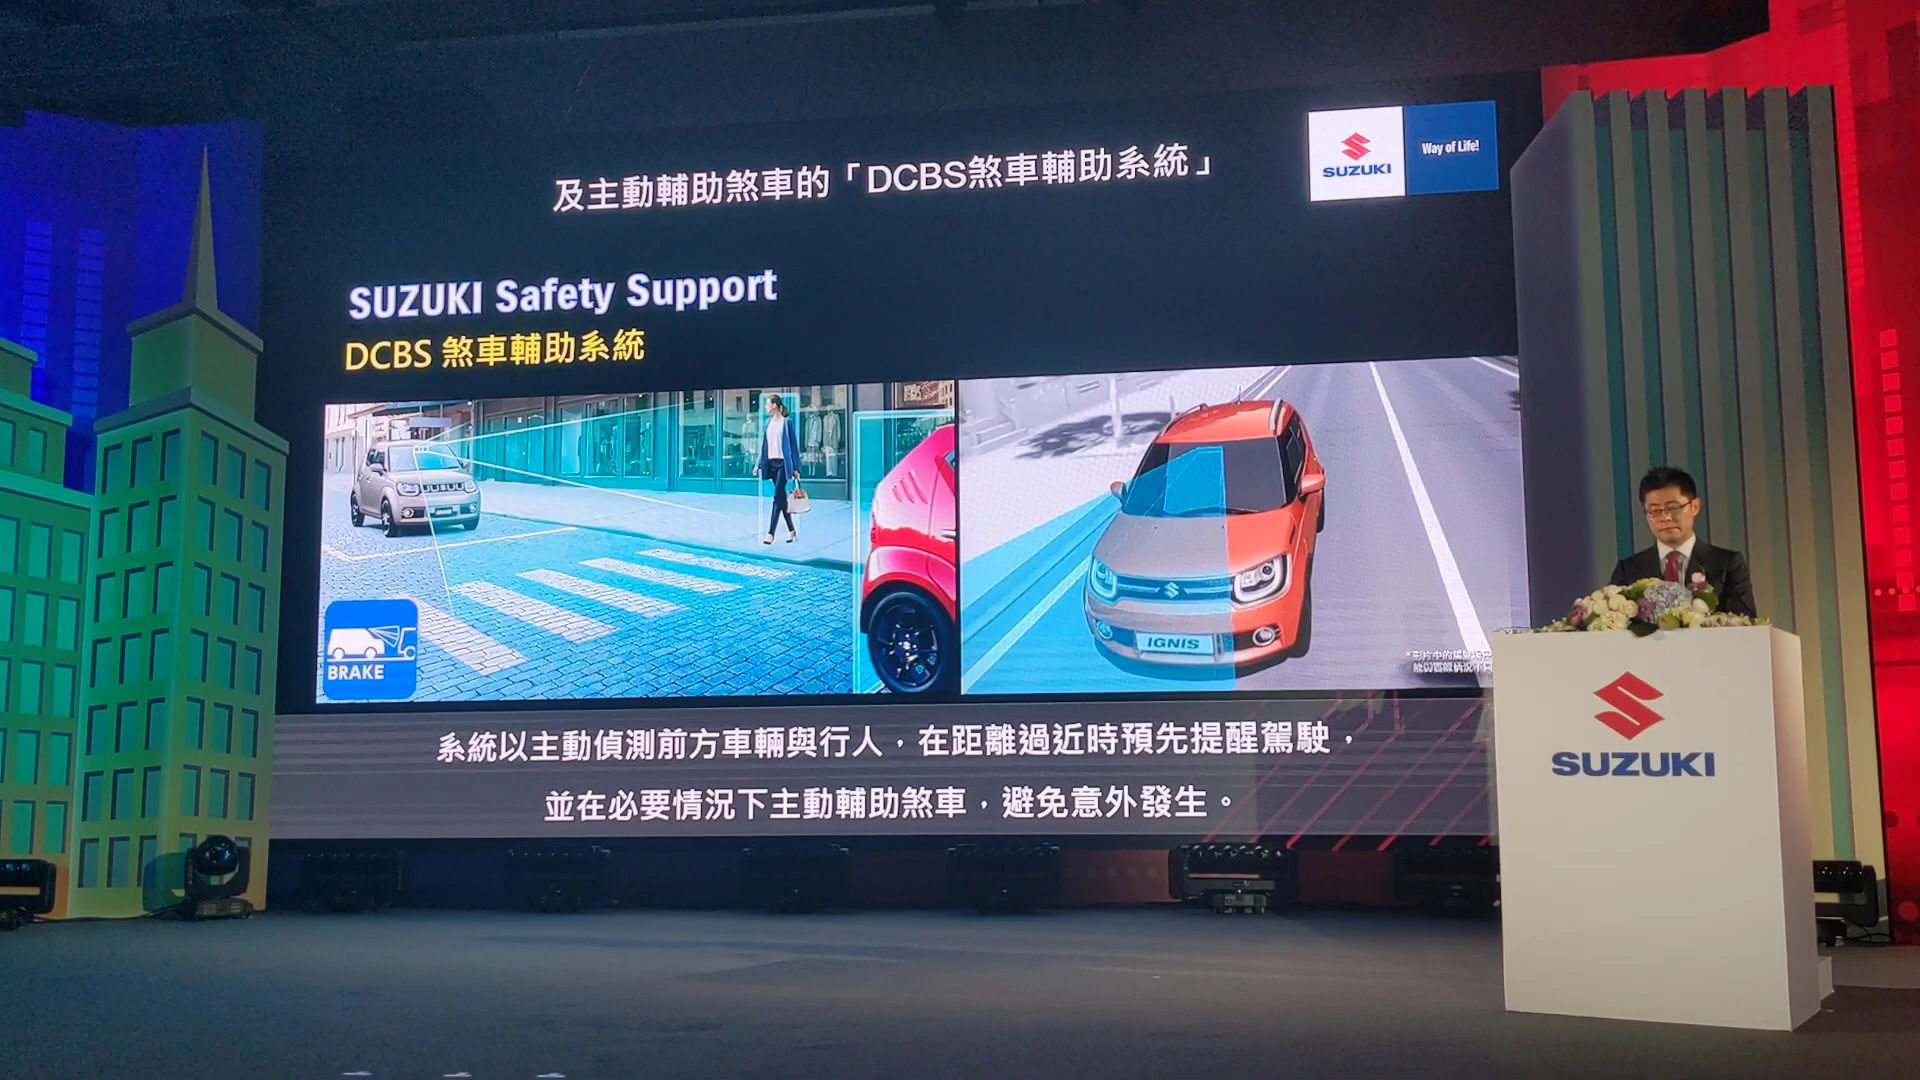 及主動輔助煞車的「DCBS煞車輔助系統」
SUZUKI
Way of Life!
SUZUKI Safety Support
DCBS 煞車輔助系統
BRAKE
IGNIS
系統以主動偵測前方車輛與行人，在距離過近時預先提醒駕駛，
並在必要情況下主動輔助煞車，避免意外發生。
SUZUKI